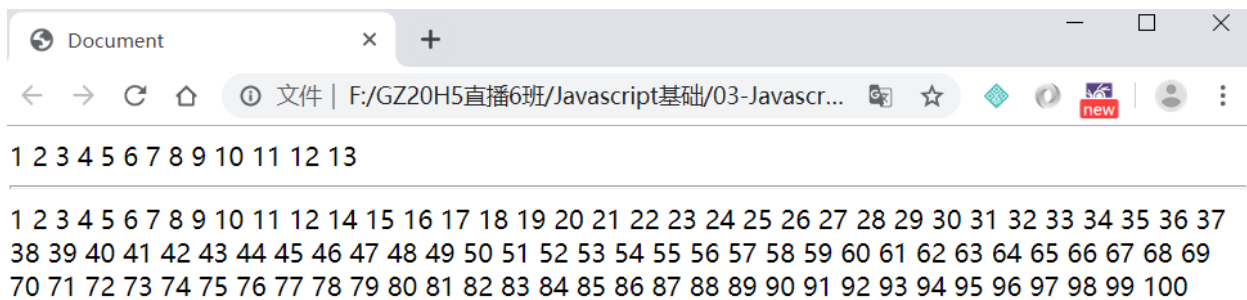 Document
文件 | F:/GZ20H5直播6班/Javascript基础/03-Javascr...
new
1 2 3 4 5 6 7 8 9 10 11 12 13
1 2 3 4 5 6 7 8 9 10 11 12 14 15 16 17 18 19 20 21 22 23 24 25 26 27 28 29 30 31 32 33 34 35 36 37
38 39 40 41 42 43 44 45 46 47 48 49 50 51 52 53 54 55 56 57 58 59 60 61 62 63 64 65 66 67 68 69
70 71 72 73 74 75 76 77 78 79 80 81 82 83 84 85 86 87 88 89 90 91 92 93 94 95 96 97 98 99 100